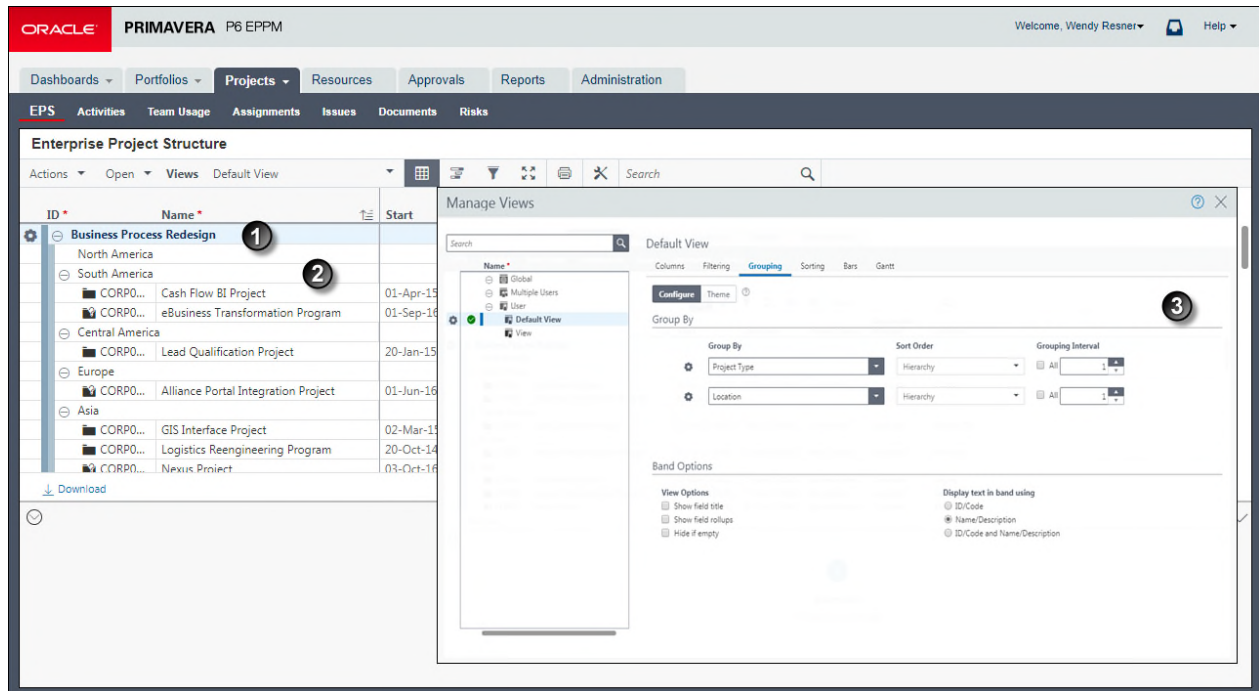 ORACLE PRIMAVERA P6 EPPM Welcome, Wendy Resner Help
Dashboards Portfolios Projects Resources Approvals Reports Administration
EPS Activities Team Usage Assignments Issues Documents Risks
Enterprise Project Structure
Actions Open Views Default View Search
ID * Name * Start
Business Process Redesign 1
North America
South America 2
CORP0... Cash Flow BI Project 01-Apr-15
CORP0... eBusiness Transformation Program 01-Sep-16
Central America
CORP0... Lead Qualification Project 20-Jan-15
Europe
CORP0... Alliance Portal Integration Project 01-Jun-16
Asia
CORP0... GIS Interface Project 02-Mar-15
CORP0... Logistics Reengineering Program 20-Oct-14
CORP0... Nexus Project 03-Oct-16
Download
Manage Views
Search
Name *
Global
Multiple Users
User
Default View
View
Default View
Columns Filtering Grouping Sorting Bars Gantt
Configure Theme
3
Group By
Group By Sort Order Grouping Interval
Project Type Hierarchy All 1
Location Hierarchy All 1
Band Options
View Options Display text in band using
Show field title ID/Code
Show field rollups Name/Description
Hide if empty ID/Code and Name/Description